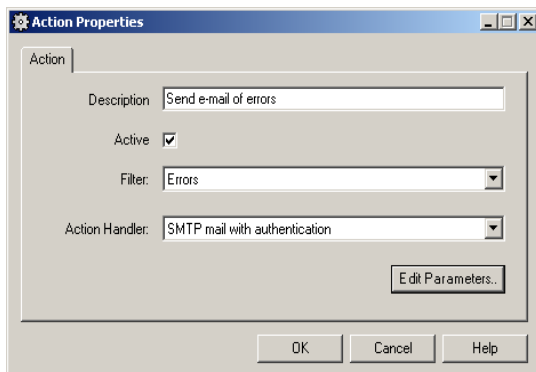 Action Properties
Action
Description Send e-mail of errors
Active
Filter: Errors
Action Handler: SMTP mail with authentication
Edit Parameters..
OK Cancel Help